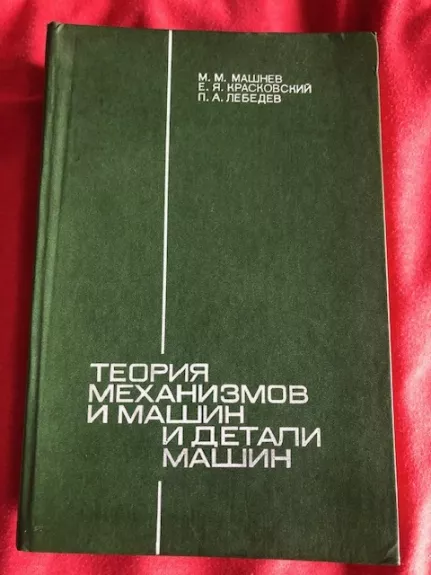 М. М. МАШНЕВ
Е. Я. КРАСКОВСКИЙ
П. А. ЛЕБЕДЕВ
ТЕОРИЯ
МЕХАНИЗМОВ
И МАШИН
И ДЕТАЛИ
МАШИН